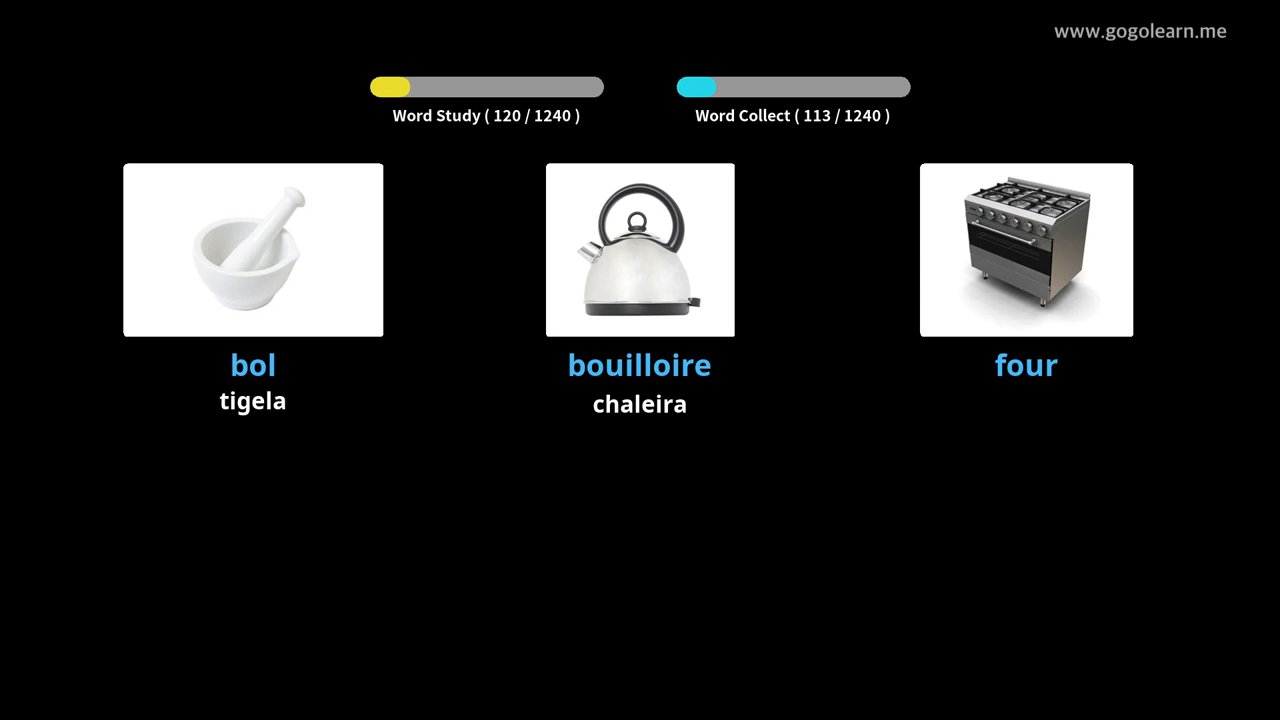 www.gogolearn.me
Word Study ( 120 / 1240 )
Word Collect ( 113 / 1240 )
bol
tigela
bouilloire
chaleira
four